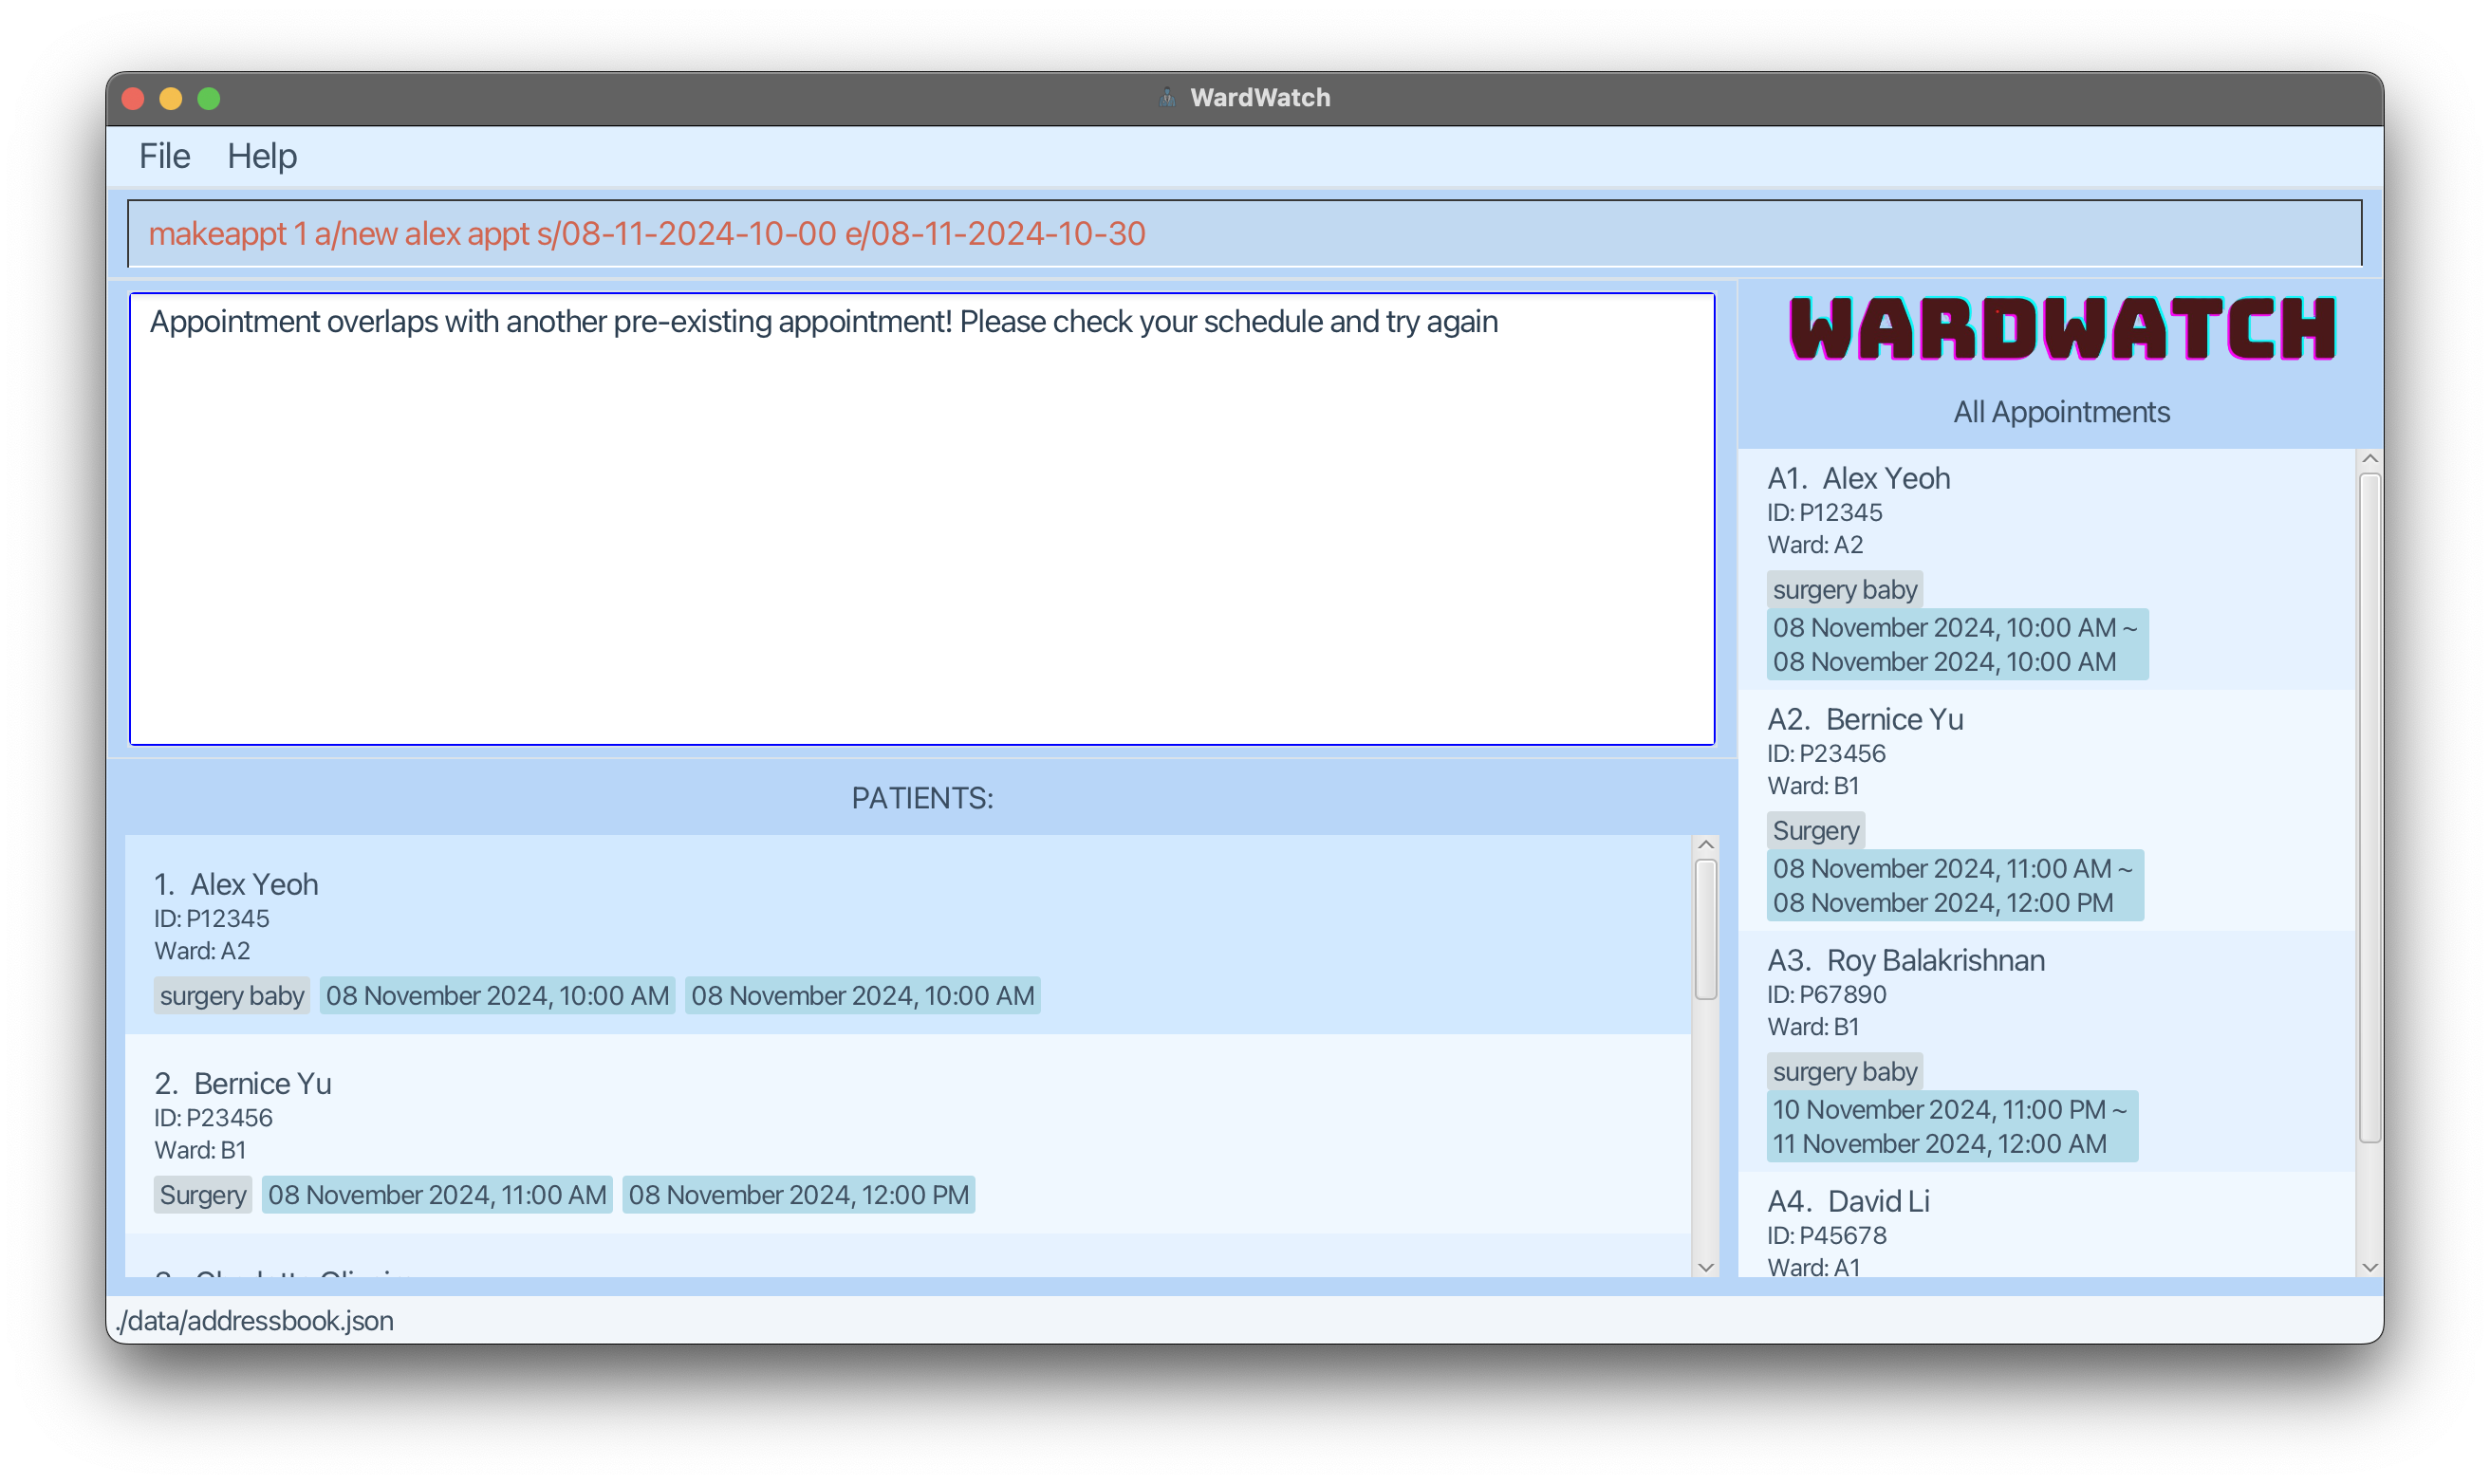 WardWatch
File Help
makeappt 1 a/new alex appt s/08-11-2024-10-00 e/08-11-2024-10-30
Appointment overlaps with another pre-existing appointment! Please check your schedule and try again
PATIENTS:
1. Alex Yeoh
ID: P12345
Ward: A2
surgery baby 08 November 2024, 10:00 AM 08 November 2024, 10:00 AM
2. Bernice Yu
ID: P23456
Ward: B1
Surgery 08 November 2024, 11:00 AM 08 November 2024, 12:00 PM
WARDWATCH
All Appointments
A1. Alex Yeoh
ID: P12345
Ward: A2
surgery baby
08 November 2024, 10:00 AM ~
08 November 2024, 10:00 AM
A2. Bernice Yu
ID: P23456
Ward: B1
Surgery
08 November 2024, 11:00 AM ~
08 November 2024, 12:00 PM
A3. Roy Balakrishnan
ID: P67890
Ward: B1
surgery baby
10 November 2024, 11:00 PM ~
11 November 2024, 12:00 AM
A4. David Li
ID: P45678
Ward: A1
./data/addressbook.json